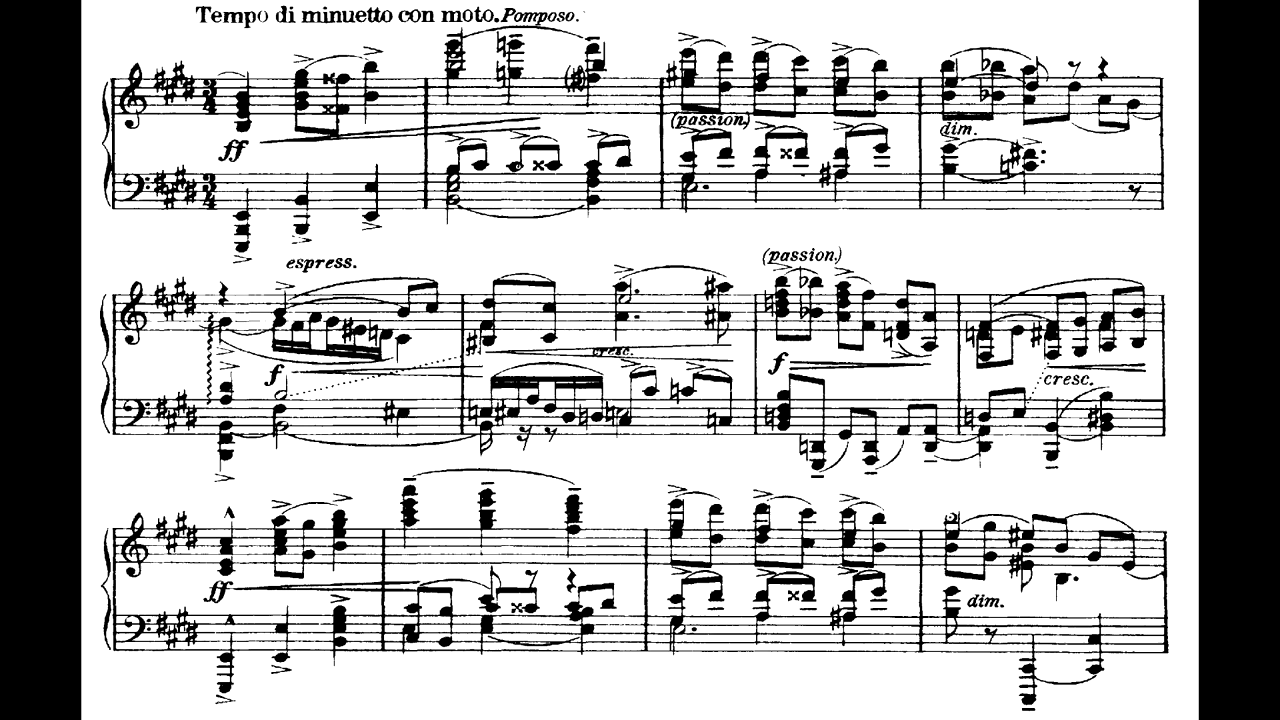 Tempo di minuetto con moto. Pomposo.
ff
(passion.)
dim.
espress.
f
cresc.
(passion.)
f
cresc.
ff
dim.